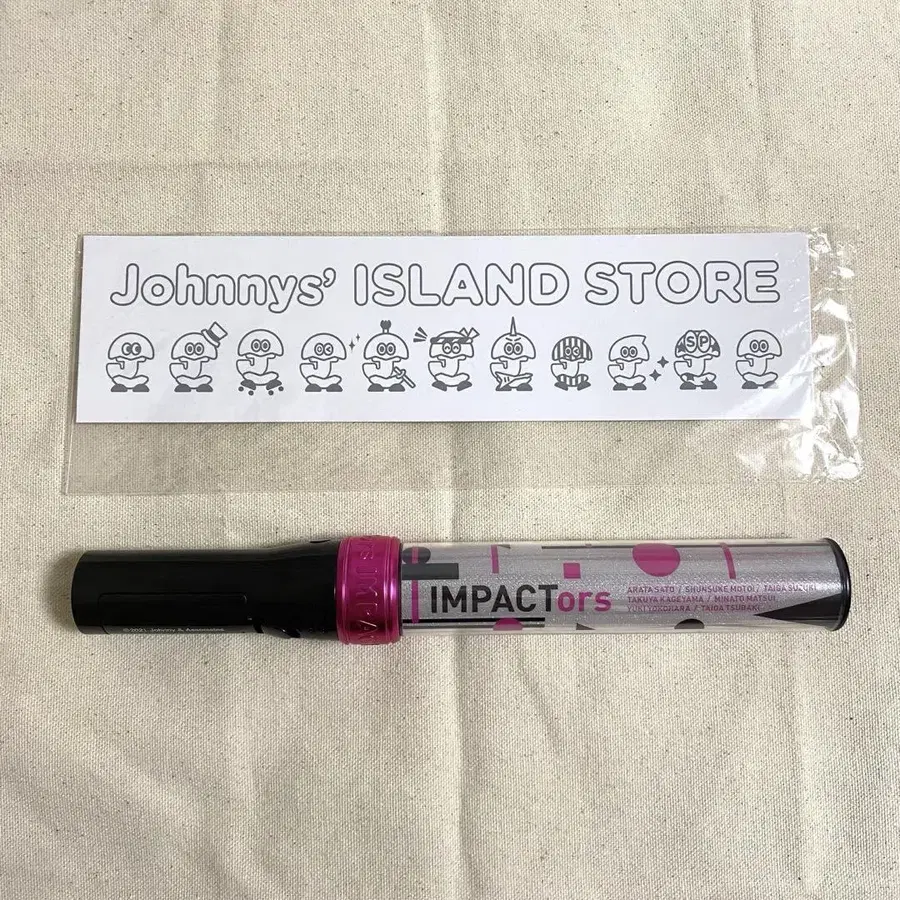 Johnnys' ISLAND STORE
SP
IMPACTors
ARATA SATO / SHUNSUKE MOTOI / TAIGA SUZUKI
TAKUYA KAGEYAMA / MINATO MATSUI
YUKI YOKOHARA / TAIGA TSUBAKI
©2021 Johnny & Associates
IMPA